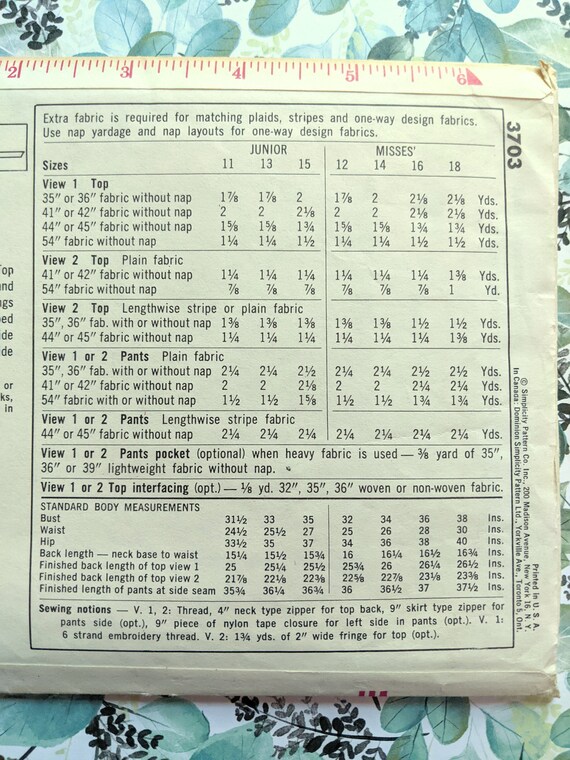 2 3 4 5 6
Extra fabric is required for matching plaids, stripes and one-way design fabrics.
Use nap yardage and nap layouts for one-way design fabrics.
JUNIOR MISSES'
Sizes 11 13 15 12 14 16 18
View 1 Top
35" or 36" fabric without nap 1⅞ 1⅞ 2 1⅞ 2 2⅛ 2⅛ Yds.
41" or 42" fabric without nap 2 2 2⅛ 2 2 2⅛ 2⅛ Yds.
44" or 45" fabric without nap 1⅝ 1⅝ 1¾ 1⅝ 1⅝ 1¾ 1¾ Yds.
54" fabric without nap 1¼ 1¼ 1½ 1¼ 1¼ 1½ 1½ Yds.
View 2 Top Plain fabric
41" or 42" fabric without nap 1¼ 1¼ 1¼ 1¼ 1¼ 1¼ 1⅜ Yds.
54" fabric without nap ⅞ ⅞ ⅞ ⅞ ⅞ ⅞ 1 Yd.
View 2 Top Lengthwise stripe or plain fabric
35", 36" fab. with or without nap 1⅜ 1⅜ 1⅜ 1⅜ 1⅜ 1½ 1½ Yds.
44" or 45" fabric without nap 1¼ 1¼ 1¼ 1¼ 1¼ 1¼ 1⅜ Yds.
View 1 or 2 Pants Plain fabric
35", 36" fab. with or without nap 2¼ 2¼ 2½ 2¼ 2¼ 2½ 2½ Yds.
41" or 42" fabric without nap 2 2 2⅛ 2 2 2¼ 2¼ Yds.
54" fabric with or without nap 1½ 1½ 1⅝ 1½ 1½ 1¾ 1¾ Yds.
View 1 or 2 Pants Lengthwise stripe fabric
44" or 45" fabric without nap 2¼ 2¼ 2¼ 2¼ 2¼ 2¼ 2¼ Yds.
View 1 or 2 Pants pocket (optional) when heavy fabric is used — ⅜ yard of 35",
36" or 39" lightweight fabric without nap.
View 1 or 2 Top interfacing (opt.) — ⅛ yd. 32", 35", 36" woven or non-woven fabric.
STANDARD BODY MEASUREMENTS
Bust 31½ 33 35 32 34 36 38 Ins.
Waist 24½ 25½ 27 25 26 28 30 Ins.
Hip 33½ 35 37 34 36 38 40 Ins.
Back length — neck base to waist 15¼ 15½ 15¾ 16 16¼ 16½ 16¾ Ins.
Finished back length of top view 1 25 25¼ 25½ 25¾ 26 26¼ 26½ Ins.
Finished back length of top view 2 21⅞ 22⅛ 22⅜ 22⅝ 22⅞ 23⅛ 23⅜ Ins.
Finished length of pants at side seam 35¾ 36¼ 36¾ 36 36½ 37 37½ Ins.
Sewing notions — V. 1, 2: Thread, 4" neck type zipper for top back, 9" skirt type zipper for
pants side (opt.), 9" piece of nylon tape closure for left side in pants (opt.). V. 1:
6 strand embroidery thread. V. 2: 1¾ yds. of 2" wide fringe for top (opt.).
3703
© Simplicity Pattern Co. Inc., 200 Madison Avenue, New York 16, N. Y.
In Canada: Dominion Simplicity Pattern Ltd., Yorkville Ave., Toronto 5, Ont.
Printed in U. S. A.
or
in